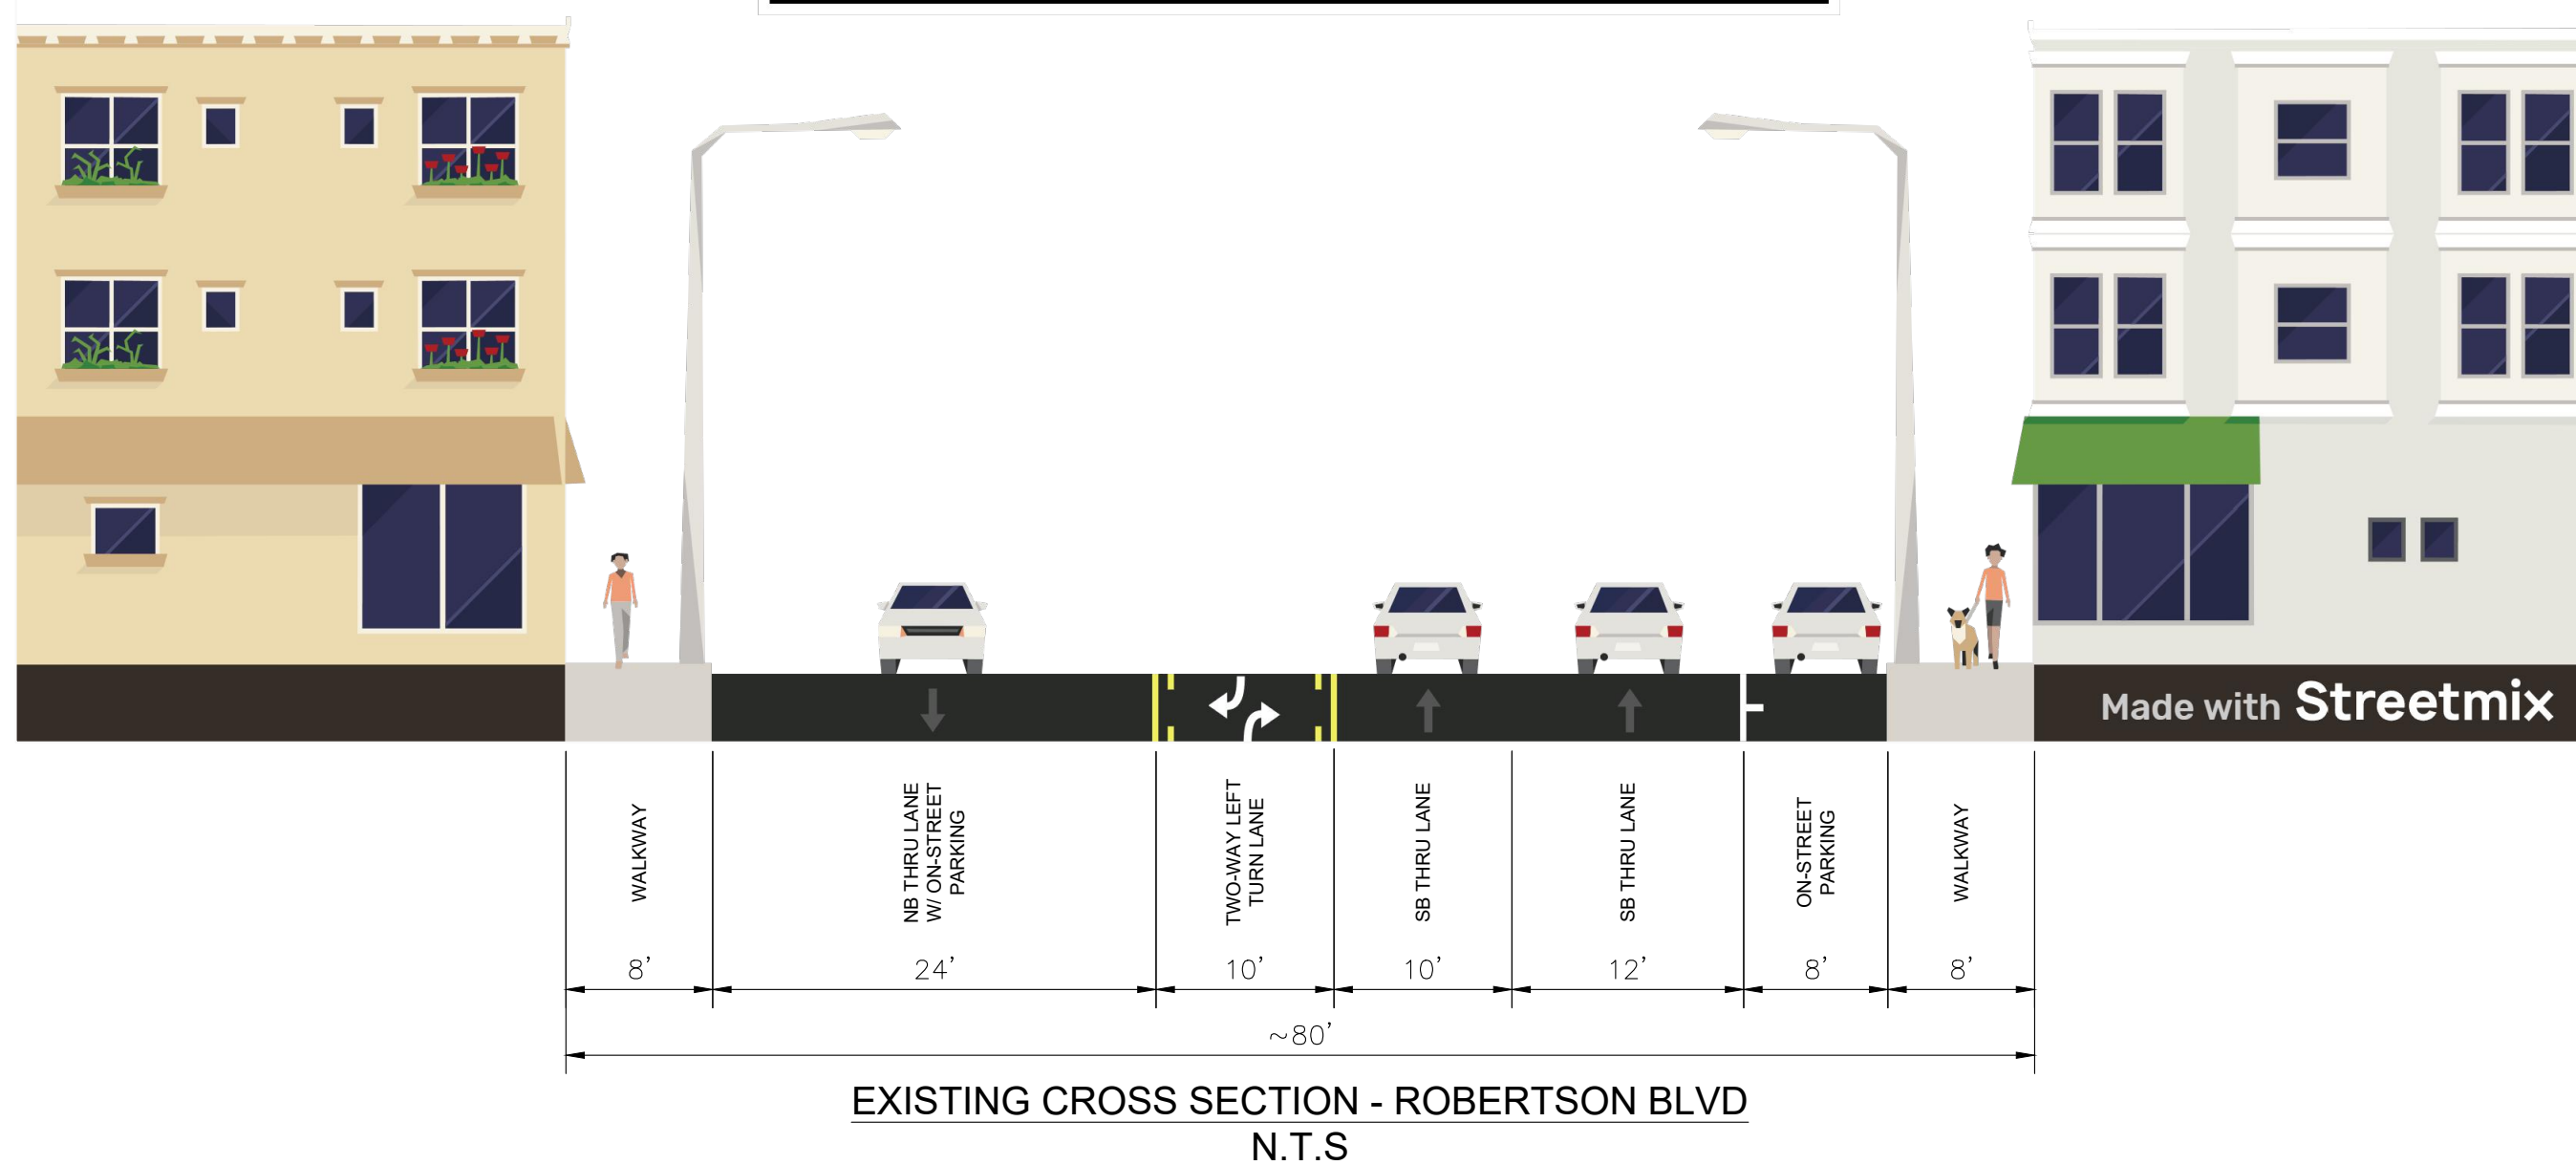 Made with Streetmix
WALKWAY
NB THRU LANE
W/ ON-STREET
PARKING
TWO-WAY LEFT
TURN LANE
SB THRU LANE
SB THRU LANE
ON-STREET
PARKING
WALKWAY
8'
24'
10'
10'
12'
8'
8'
~80'
EXISTING CROSS SECTION - ROBERTSON BLVD
N.T.S